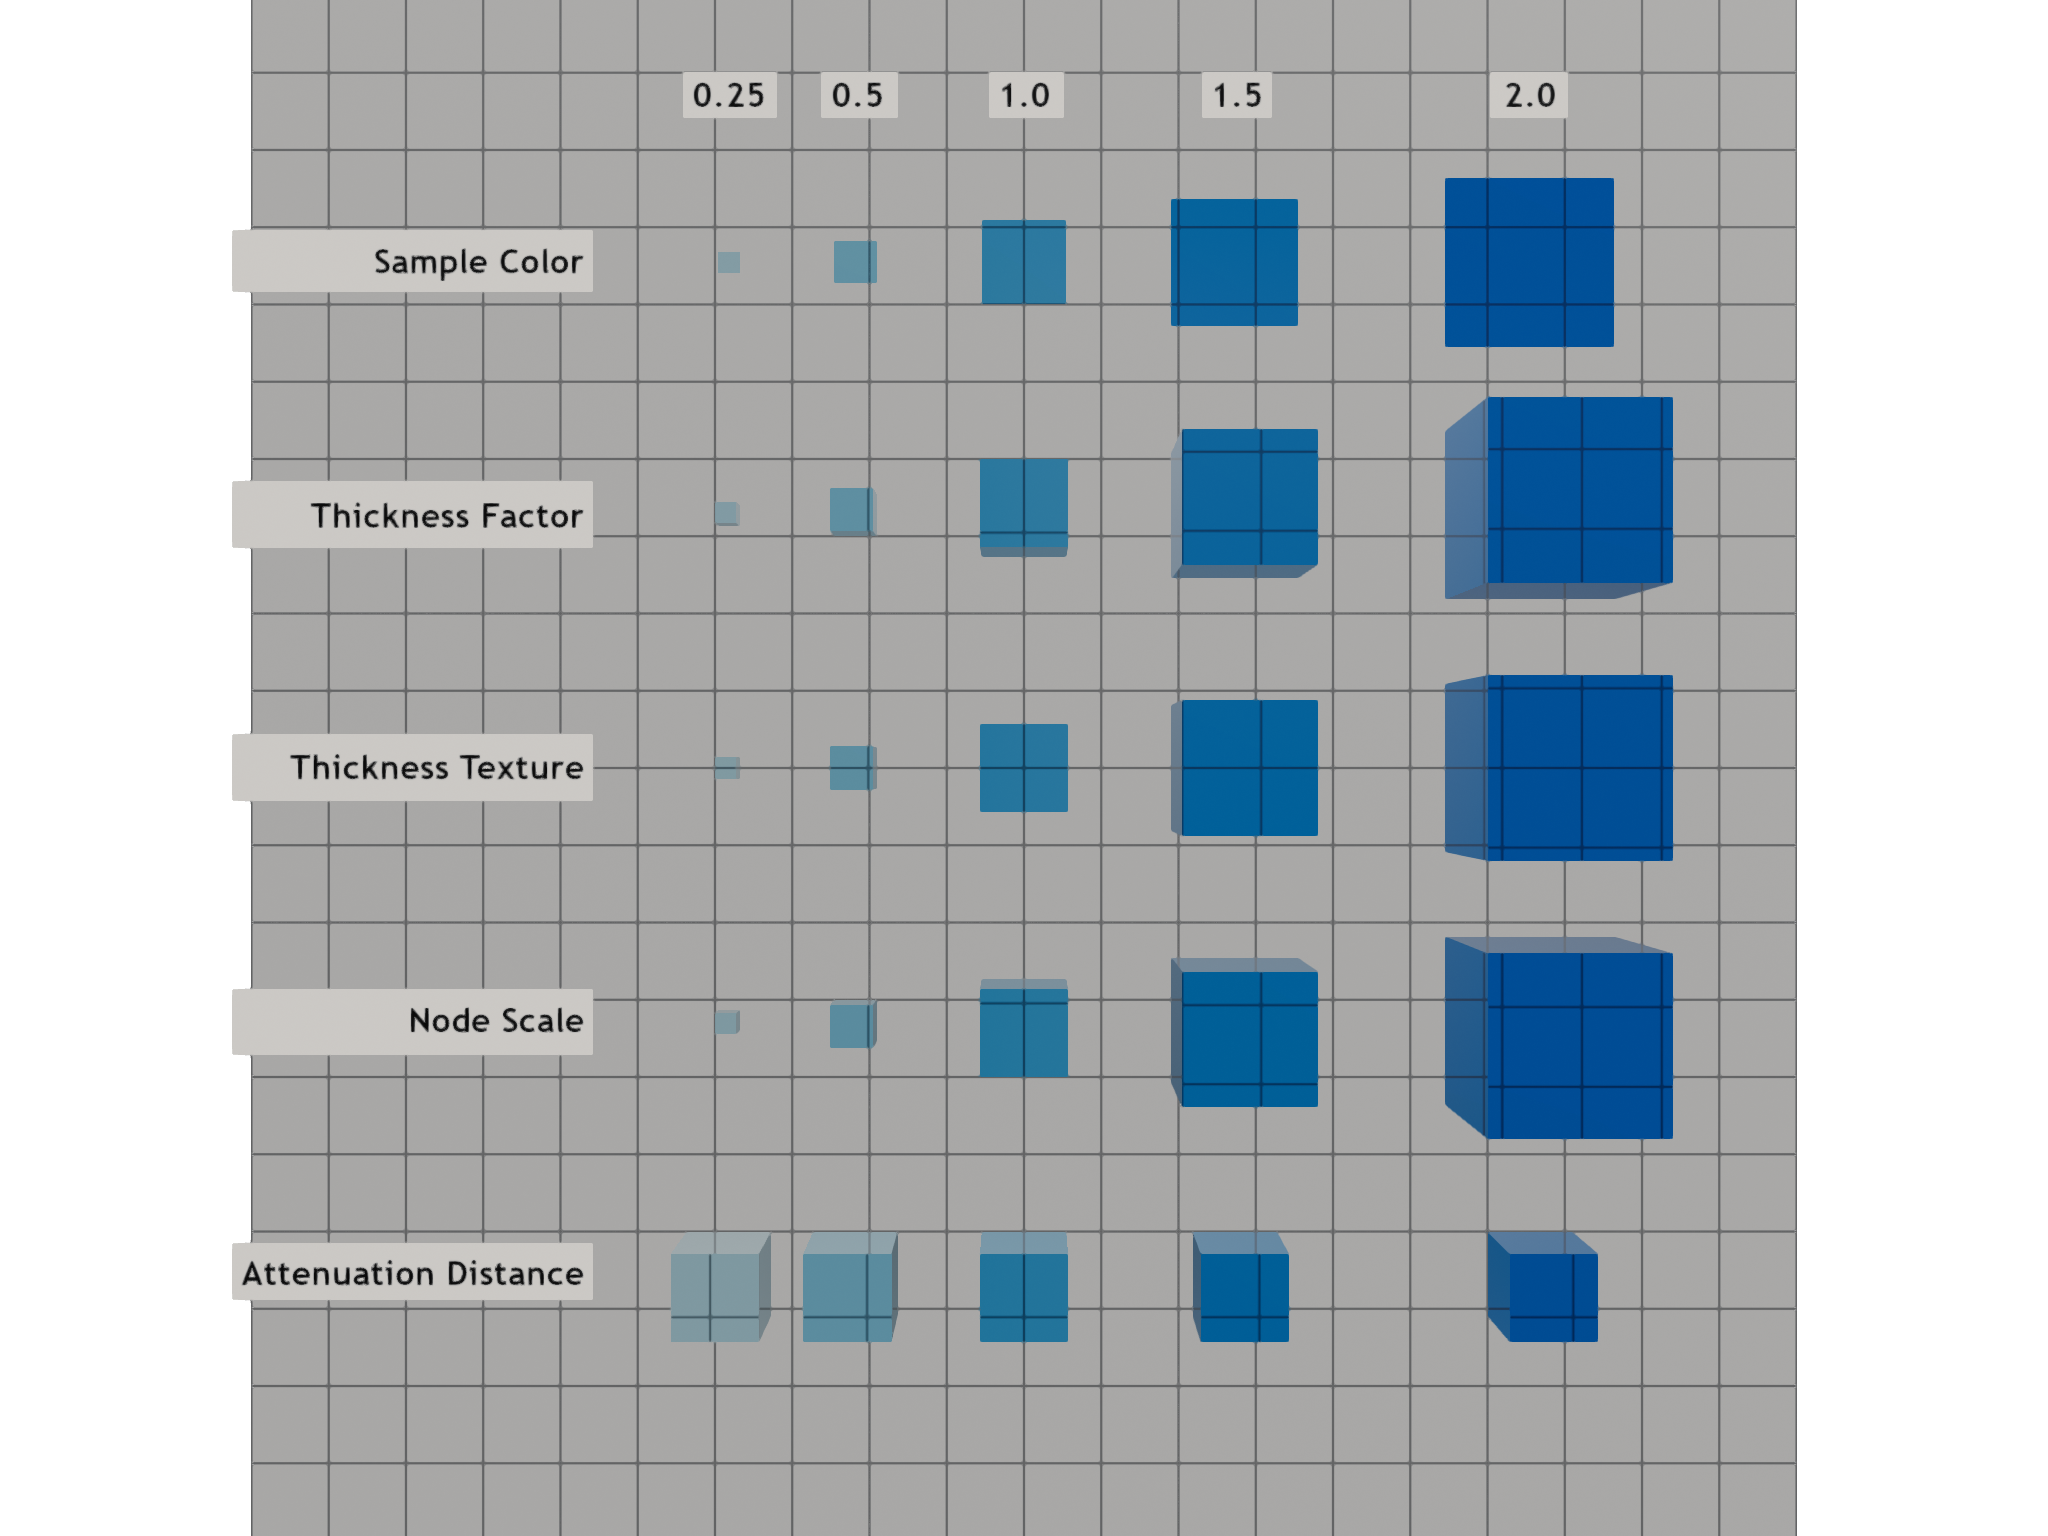 0.25 0.5 1.0 1.5 2.0
Sample Color
Thickness Factor
Thickness Texture
Node Scale
Attenuation Distance